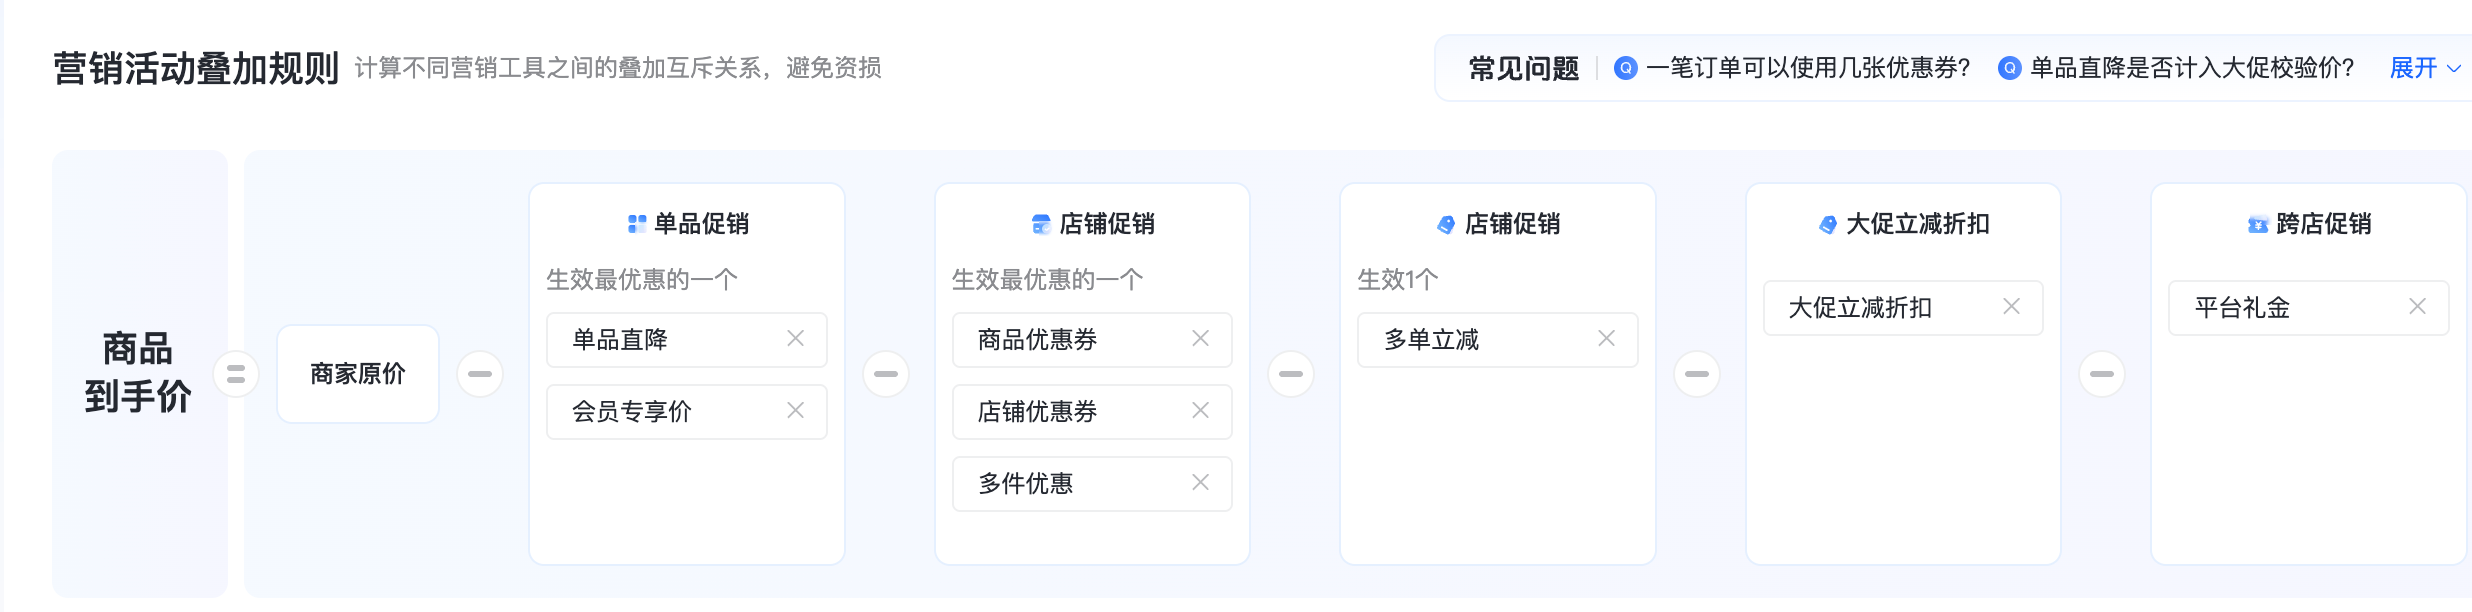 营销活动叠加规则 计算不同营销工具之间的叠加互斥关系，避免资损
常见问题 一笔订单可以使用几张优惠券？ 单品直降是否计入大促校验价？ 展开
商品
到手价
商家原价
单品促销
生效最优惠的一个
单品直降
会员专享价
店铺促销
生效最优惠的一个
商品优惠券
店铺优惠券
多件优惠
店铺促销
生效1个
多单立减
大促立减折扣
大促立减折扣
跨店促销
平台礼金